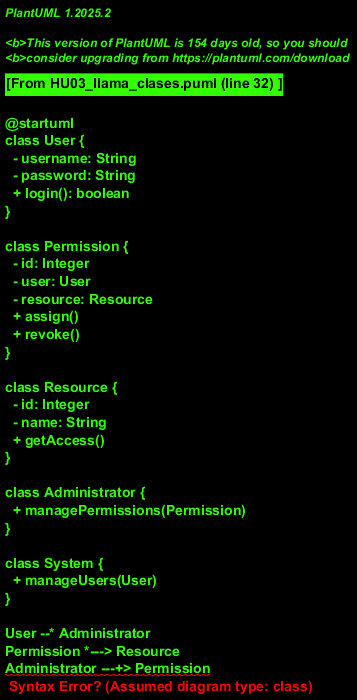 PlantUML 1.2025.2
<b>This version of PlantUML is 154 days old, so you should
<b>consider upgrading from https://plantuml.com/download
[From HU03_llama_clases.puml (line 32) ]
@startuml
class User {
- username: String
- password: String
+ login(): boolean
}
class Permission {
- id: Integer
- user: User
- resource: Resource
+ assign()
+ revoke()
}
class Resource {
- id: Integer
- name: String
+ getAccess()
}
class Administrator {
+ managePermissions(Permission)
}
class System {
+ manageUsers(User)
}
User --* Administrator
Permission *---> Resource
Administrator ---+> Permission
Syntax Error? (Assumed diagram type: class)